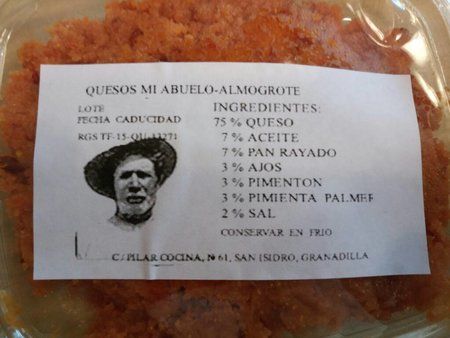 QUESOS MI ABUELO-ALMOGROTE
LOTE
FECHA CADUCIDAD
RGS TF-15-QU-13271
INGREDIENTES:
75 % QUESO
7 % ACEITE
7 % PAN RAYADO
3 % AJOS
3 % PIMENTON
3 % PIMIENTA PALMER
2 % SAL
CONSERVAR EN FRIO
C/ PILAR COCINA, N 61, SAN ISIDRO, GRANADILLA